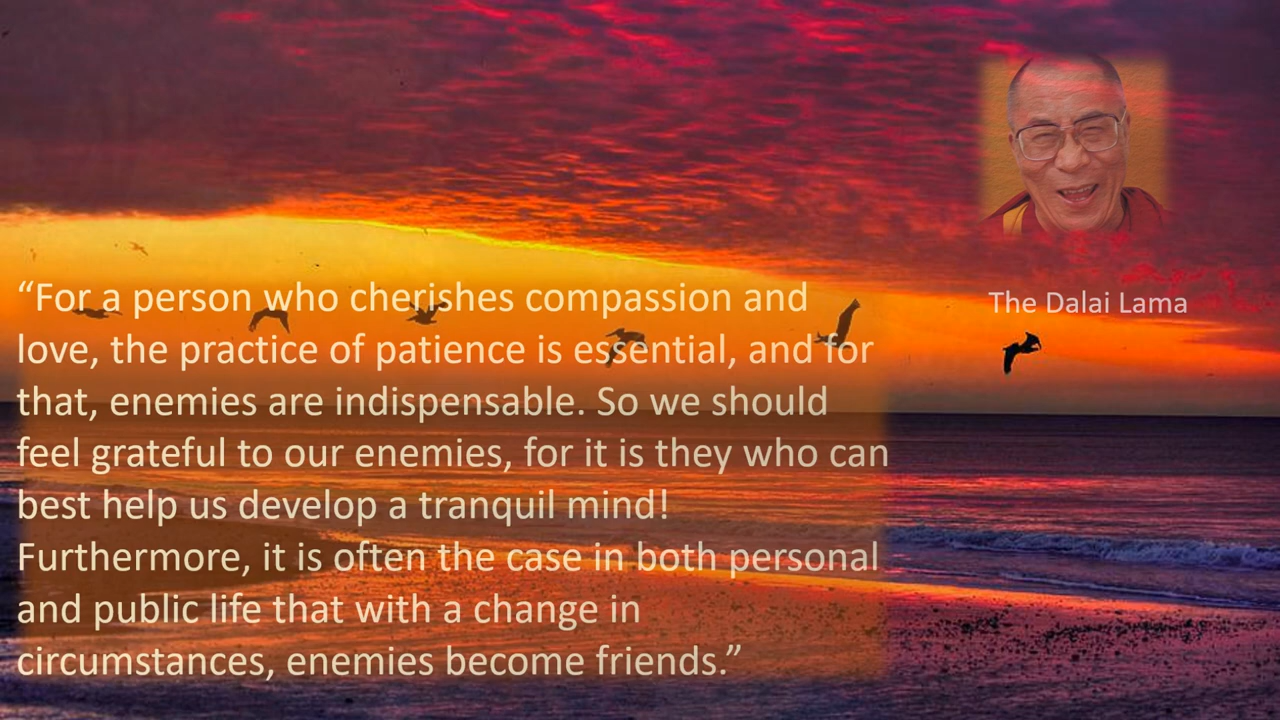 “For a person who cherishes compassion and
love, the practice of patience is essential, and for
that, enemies are indispensable. So we should
feel grateful to our enemies, for it is they who can
best help us develop a tranquil mind!
Furthermore, it is often the case in both personal
and public life that with a change in
circumstances, enemies become friends.”
The Dalai Lama